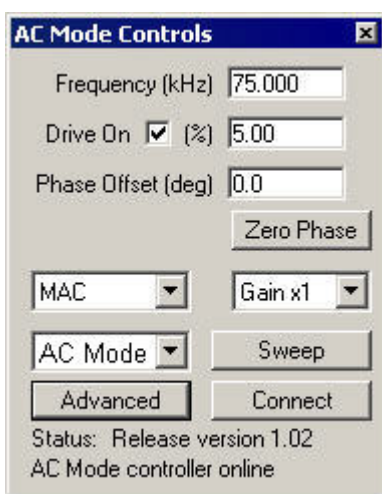 AC Mode Controls
Frequency (kHz) 75.000
Drive On (%) 5.00
Phase Offset (deg) 0.0
Zero Phase
MAC Gain x1
AC Mode Sweep
Advanced Connect
Status: Release version 1.02
AC Mode controller online